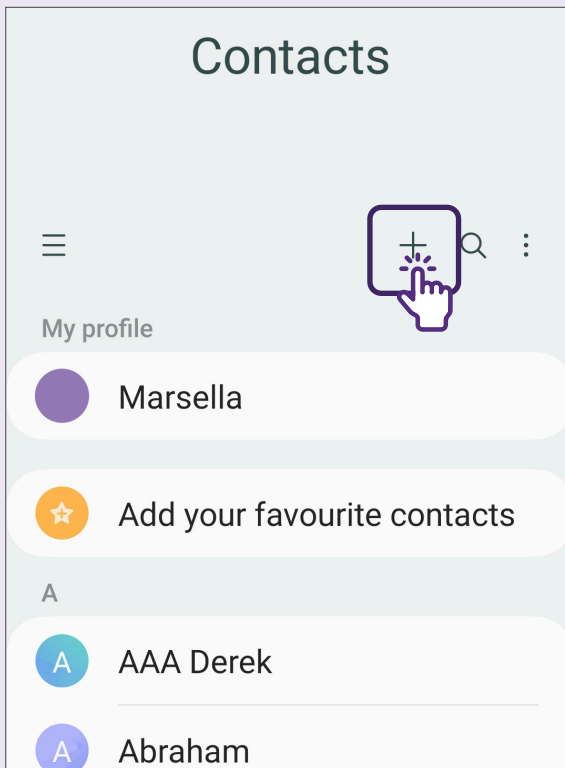 Contacts
My profile
Marsella
Add your favourite contacts
A
A AAA Derek
A Abraham